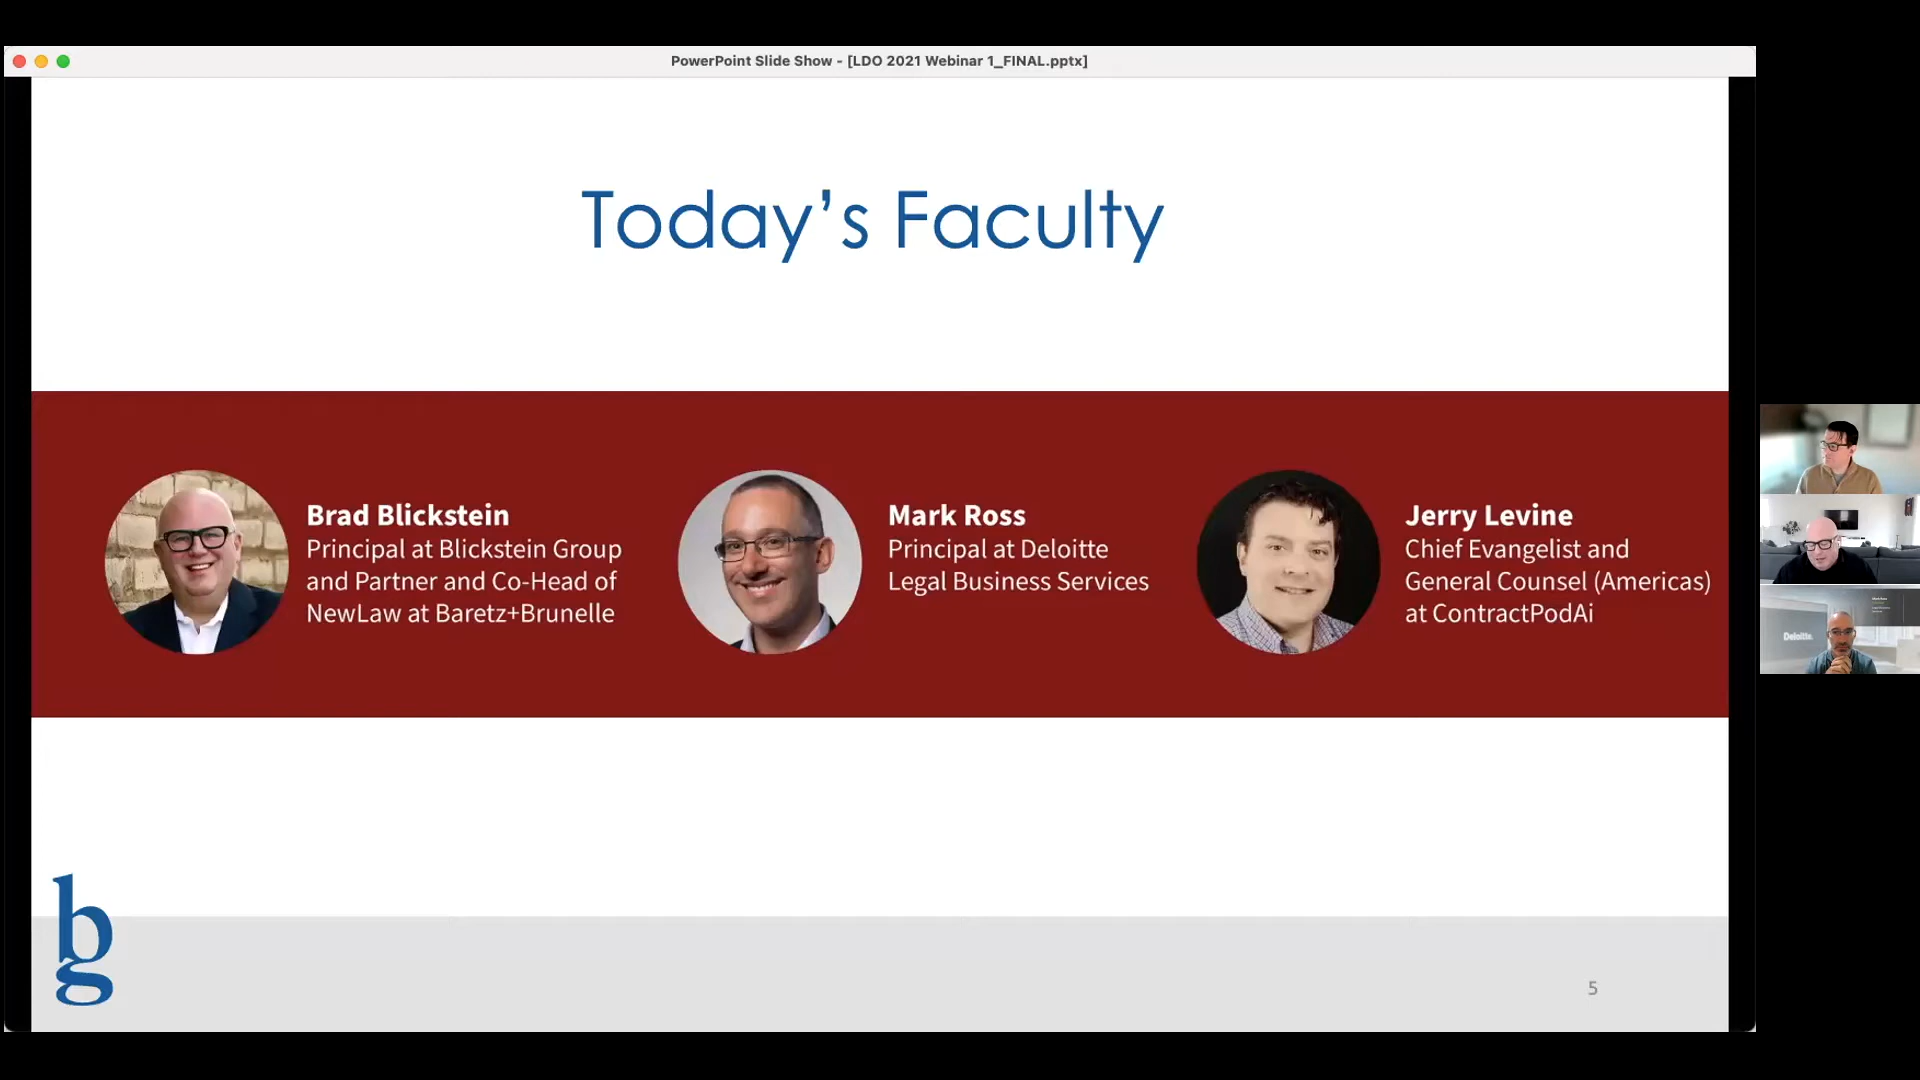 PowerPoint Slide Show - [LDO 2021 Webinar 1_FINAL.pptx]
Today’s Faculty
Brad Blickstein
Principal at Blickstein Group
and Partner and Co-Head of
NewLaw at Baretz+Brunelle
Mark Ross
Principal at Deloitte
Legal Business Services
Jerry Levine
Chief Evangelist and
General Counsel (Americas)
at ContractPodAi
Deloitte.
bg
5